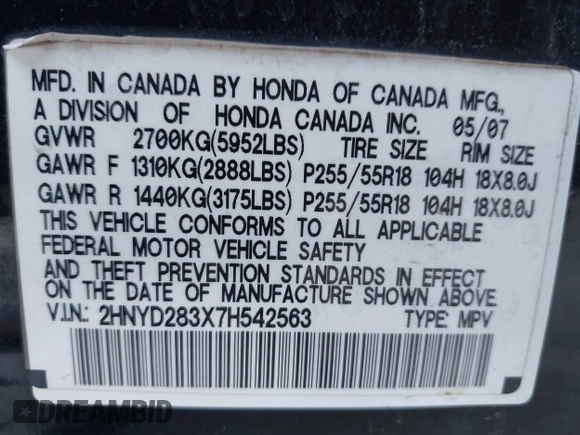 MFD. IN CANADA BY HONDA OF CANADA MFG.,
A DIVISION OF HONDA CANADA INC. 05/07
GVWR 2700KG(5952LBS) TIRE SIZE RIM SIZE
GAWR F 1310KG(2888LBS) P255/55R18 104H 18X8.0J
GAWR R 1440KG(3175LBS) P255/55R18 104H 18X8.0J
THIS VEHICLE CONFORMS TO ALL APPLICABLE
FEDERAL MOTOR VEHICLE SAFETY
AND THEFT PREVENTION STANDARDS IN EFFECT
ON THE DATE OF MANUFACTURE SHOWN ABOVE.
V.I.N.: 2HNYD283X7H542563 TYPE: MPV
DREAMBID